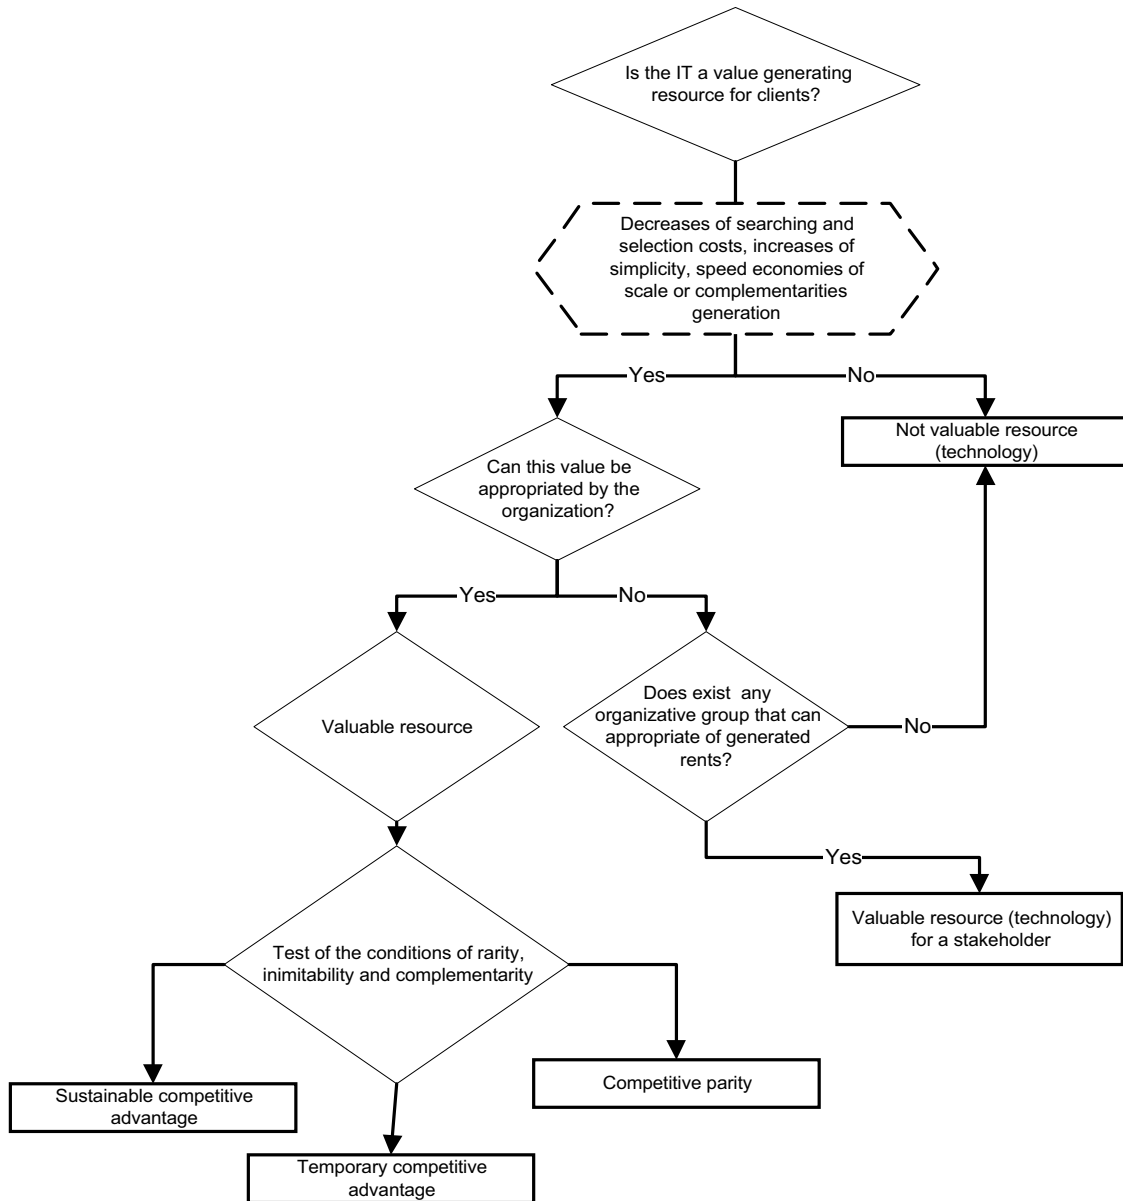 Is the IT a value generating
resource for clients?
Decreases of searching and
selection costs, increases of
simplicity, speed economies of
scale or complementarities
generation
Yes
No
Not valuable resource
(technology)
Can this value be
appropriated by the
organization?
Yes
No
Valuable resource
Does exist any
organizative group that can
appropriate of generated
rents?
No
Yes
Valuable resource (technology)
for a stakeholder
Test of the conditions of rarity,
inimitability and complementarity
Sustainable competitive
advantage
Competitive parity
Temporary competitive
advantage